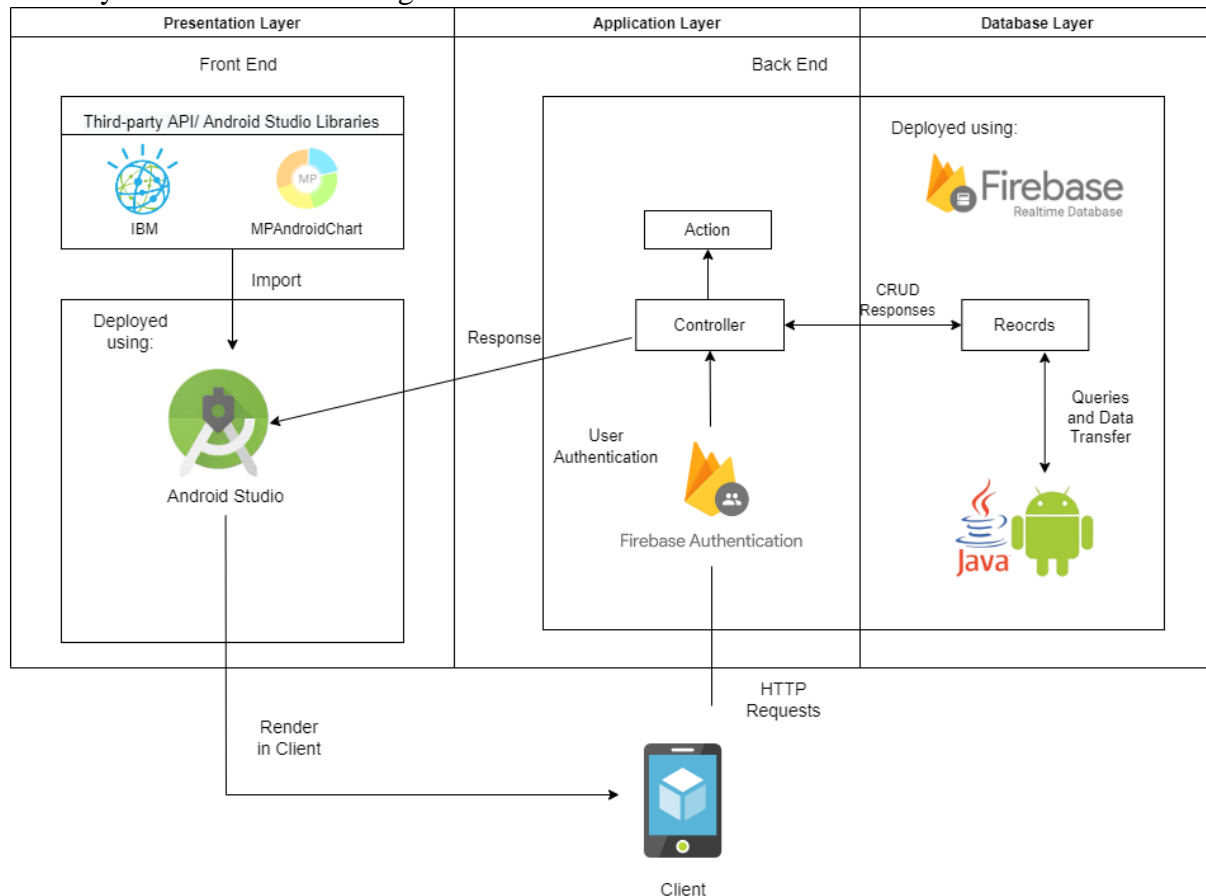 Presentation Layer
Application Layer
Database Layer
Front End
Back End
Third-party API/ Android Studio Libraries
IBM
MP
MPAndroidChart
Import
Deployed
using:
Android Studio
Response
Action
Controller
User
Authentication
Firebase Authentication
Deployed using:
Firebase
Realtime Database
CRUD
Responses
Reocrds
Queries
and Data
Transfer
Java
HTTP
Requests
Render
in Client
Client